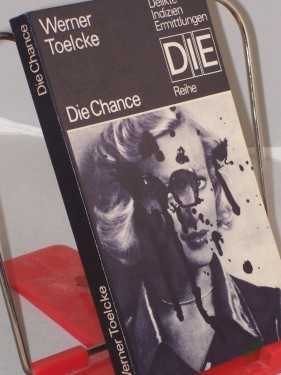 Werner
Toelcke
Delikte
Indizien
Ermittlungen
DIE
Reihe
Die Chance
Die Chance
Werner Toelcke